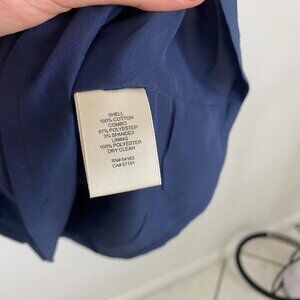 SHELL
100% COTTON
COMBO
97% POLYESTER
3% SPANDEX
LINING
100% POLYESTER
DRY CLEAN
RN# 54163
CA# 57151